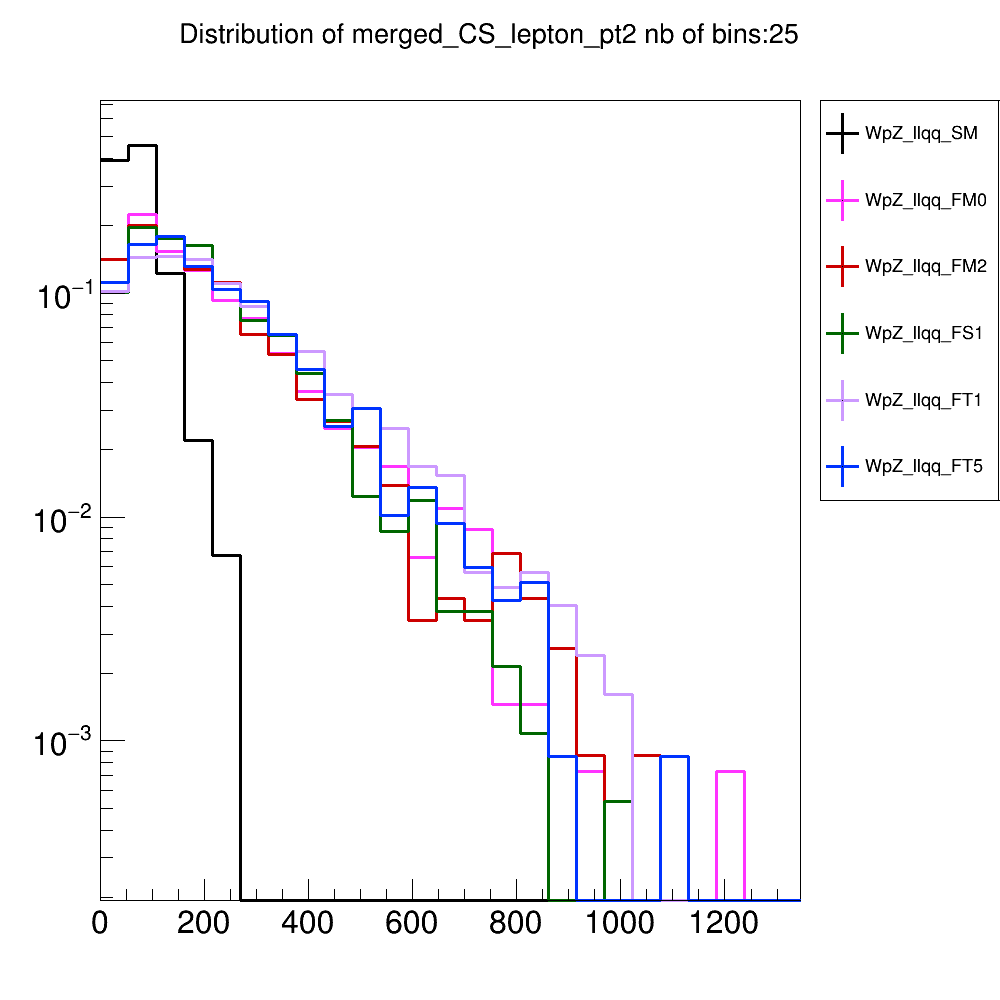 Distribution of merged_CS_lepton_pt2 nb of bins:25
WpZ_llqq_SM
WpZ_llqq_FM0
WpZ_llqq_FM2
WpZ_llqq_FS1
WpZ_llqq_FT1
WpZ_llqq_FT5
10⁻¹
10⁻²
10⁻³
0 200 400 600 800 1000 1200